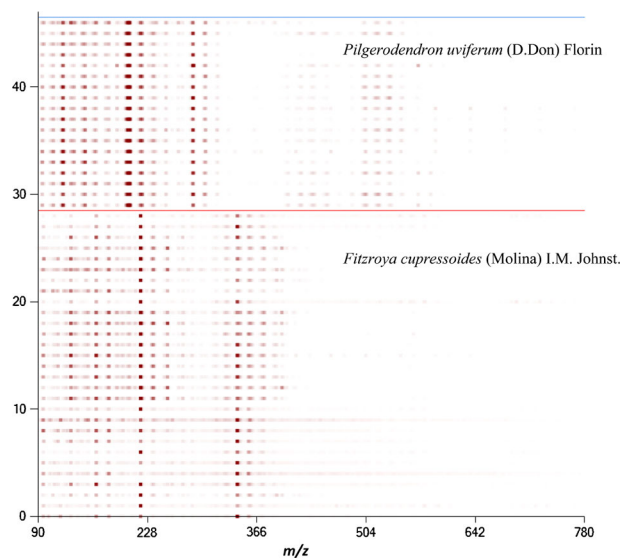 Pilgerodendron uviferum (D.Don) Florin
40
30
Fitzroya cupressoides (Molina) I.M. Johnst.
20
10
0
90 228 366 504 642 780
m/z